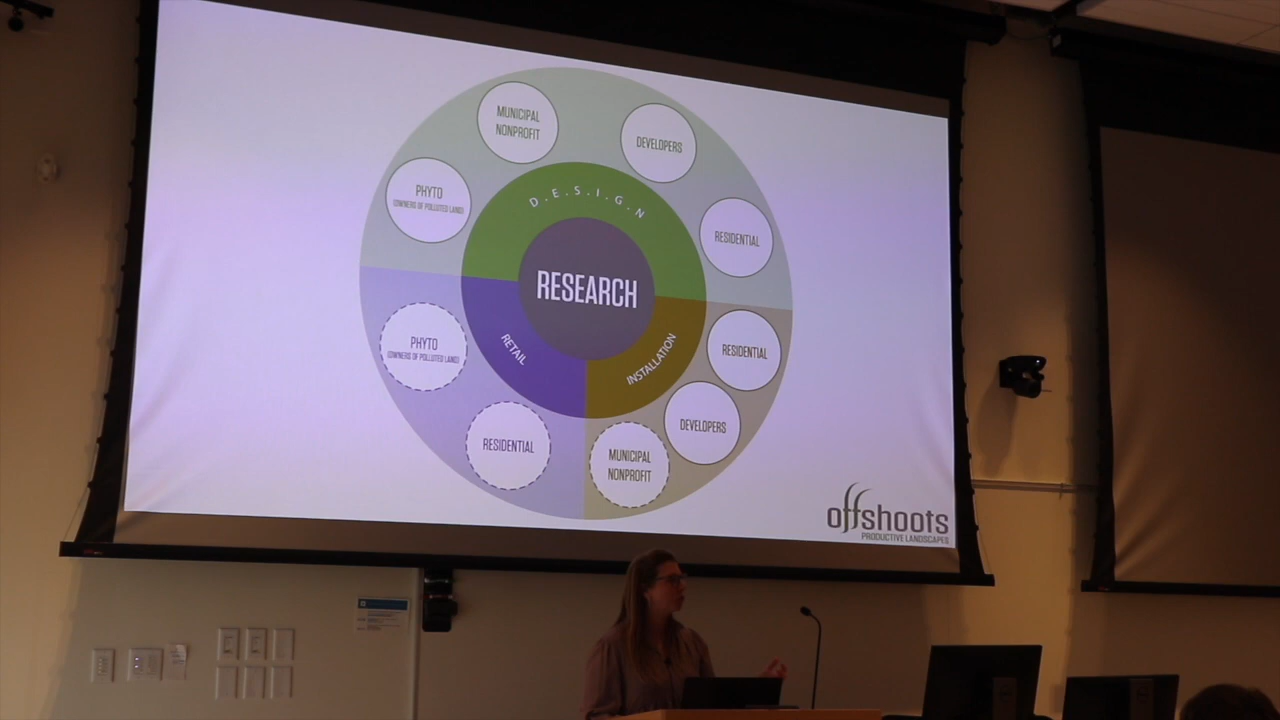 MUNICIPAL
NONPROFIT
DEVELOPERS
PHYTO
(OWNERS OF POLLUTED LAND)
D.E.S.I.G.N
RESIDENTIAL
RESEARCH
PHYTO
(OWNERS OF POLLUTED LAND)
RETAIL
INSTALLATION
RESIDENTIAL
DEVELOPERS
RESIDENTIAL
MUNICIPAL
NONPROFIT
offshoots
PRODUCTIVE LANDSCAPES